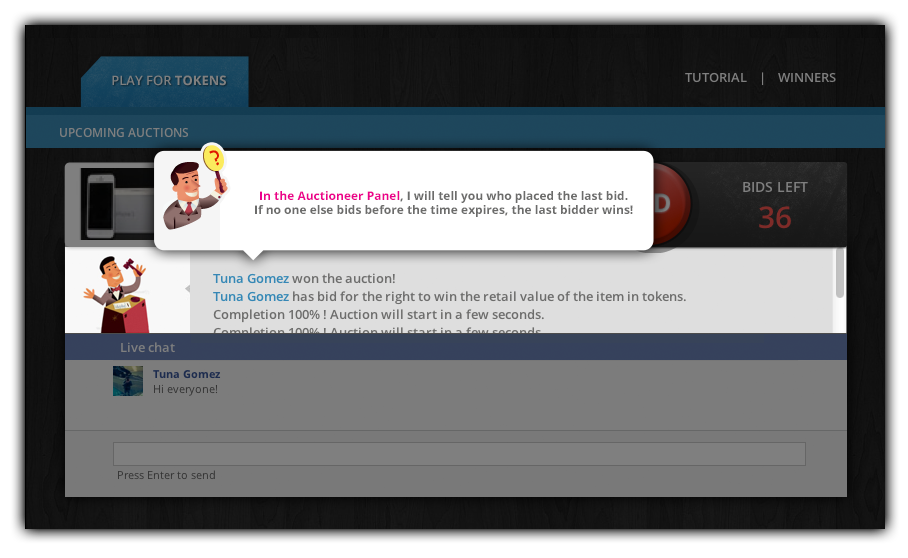 PLAY FOR TOKENS
TUTORIAL | WINNERS
UPCOMING AUCTIONS
?
In the Auctioneer Panel, I will tell you who placed the last bid.
If no one else bids before the time expires, the last bidder wins!
D
BIDS LEFT
36
Tuna Gomez won the auction!
Tuna Gomez has bid for the right to win the retail value of the item in tokens.
Completion 100% ! Auction will start in a few seconds.
Completion 100% ! Auction will start in a few seconds.
Live chat
Tuna Gomez
Hi everyone!
Press Enter to send